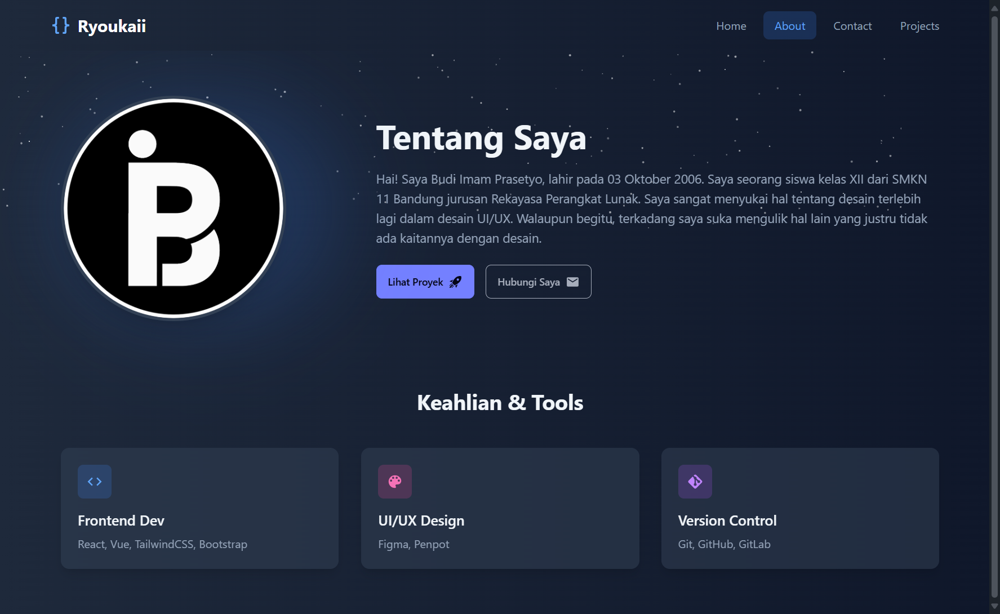 {} Ryoukaii
Home About Contact Projects
Tentang Saya
Hai! Saya Budi Imam Prasetyo, lahir pada 03 Oktober 2006. Saya seorang siswa kelas XII dari SMKN
11 Bandung jurusan Rekayasa Perangkat Lunak. Saya sangat menyukai hal tentang desain terlebih
lagi dalam desain UI/UX. Walaupun begitu, terkadang saya suka mengulik hal lain yang justru tidak
ada kaitannya dengan desain.
Lihat Proyek Hubungi Saya
Keahlian & Tools
Frontend Dev
React, Vue, TailwindCSS, Bootstrap
UI/UX Design
Figma, Penpot
Version Control
Git, GitHub, GitLab